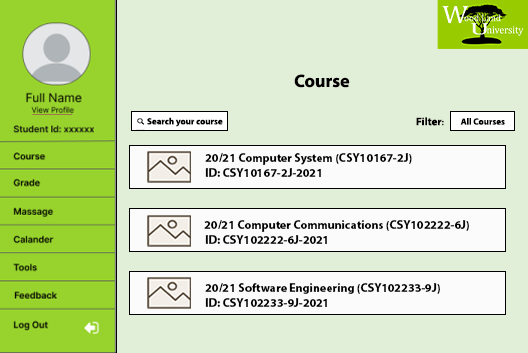 Woodland
University
Full Name
View Profile
Student Id: xxxxxx
Course
Grade
Massage
Calander
Tools
Feedback
Log Out
Course
Search your course
Filter:
All Courses
20/21 Computer System (CSY10167-2J)
ID: CSY10167-2J-2021
20/21 Computer Communications (CSY102222-6J)
ID: CSY102222-6J-2021
20/21 Software Engineering (CSY102233-9J)
ID: CSY102233-9J-2021